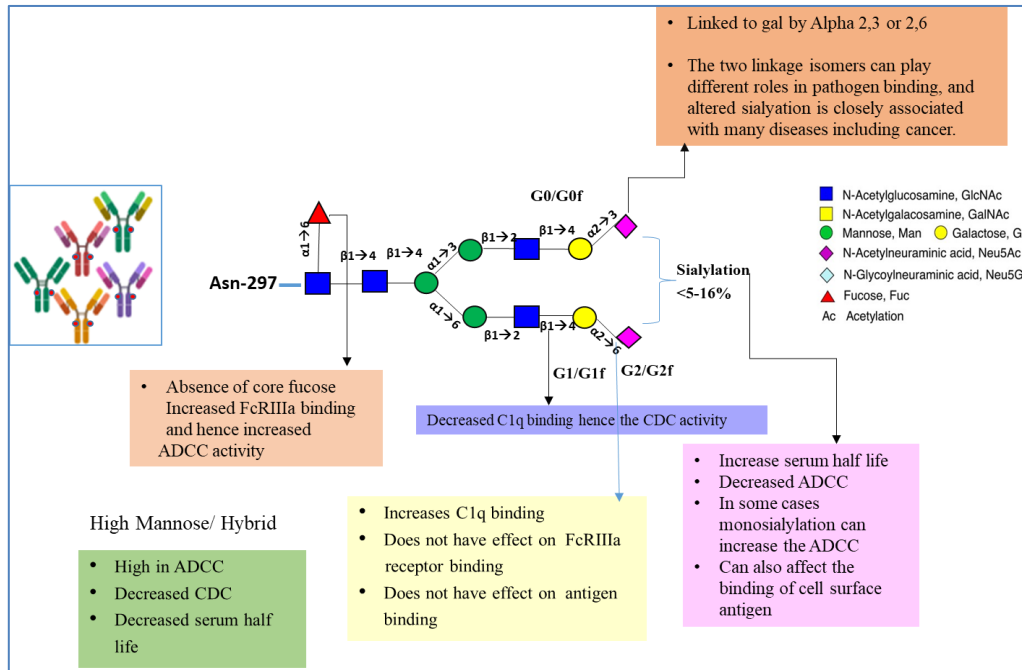 • Linked to gal by Alpha 2,3 or 2,6
• The two linkage isomers can play
different roles in pathogen binding, and
altered sialyation is closely associated
with many diseases including cancer.
G0/G0f
N-Acetylglucosamine, GlcNAc
N-Acetylgalacosamine, GalNAc
Mannose, Man
Galactose, G
N-Acetylneuraminic acid, Neu5Ac
N-Glycoylneuraminic acid, Neu5G
Fucose, Fuc
Ac Acetylation
α1→6
β1→4
β1→4
α1→3
β1→2
β1→4
α2→3
Asn-297
Sialylation
<5-16%
α1→6
β1→2
β1→4
α2→6
G1/G1f
G2/G2f
• Absence of core fucose
Increased FcRIIIa binding
and hence increased
ADCC activity
Decreased C1q binding hence the CDC activity
• Increase serum half life
• Decreased ADCC
• In some cases
monosialylation can
increase the ADCC
• Can also affect the
binding of cell surface
antigen
• Increases C1q binding
• Does not have effect on FcRIIIa
receptor binding
• Does not have effect on antigen
binding
High Mannose/ Hybrid
• High in ADCC
• Decreased CDC
• Decreased serum half
life